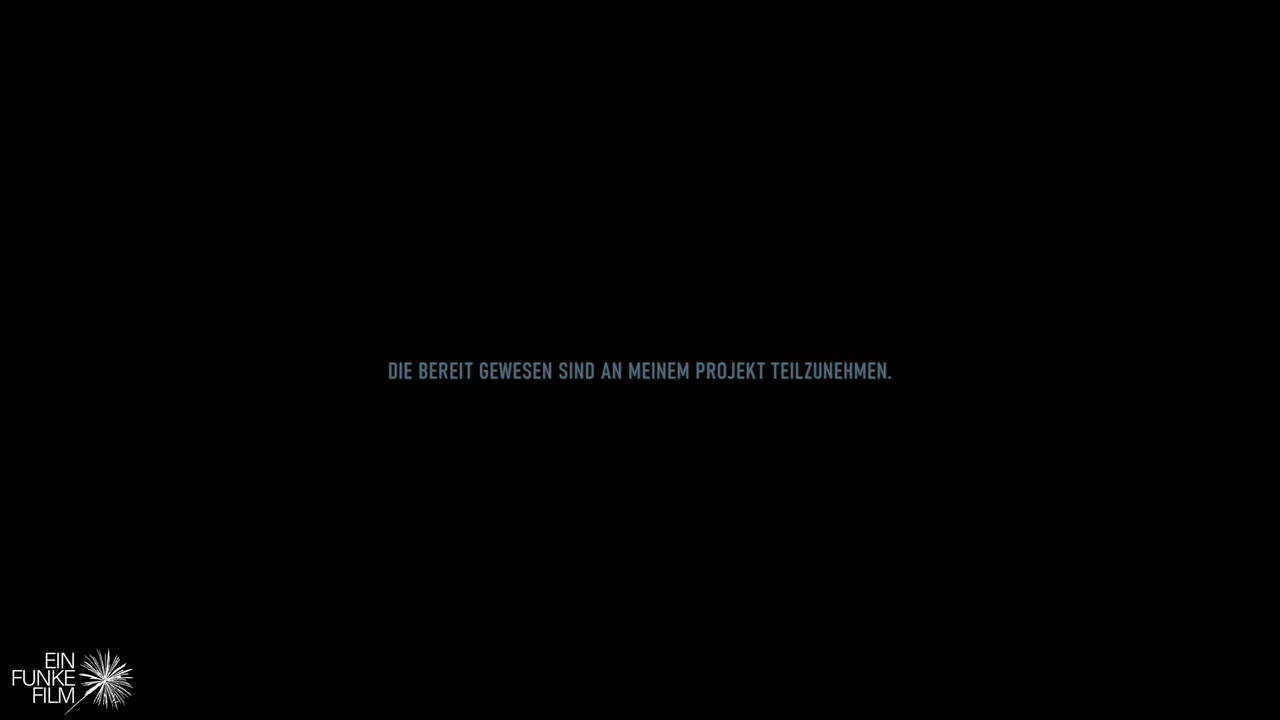 DIE BEREIT GEWESEN SIND AN MEINEM PROJEKT TEILZUNEHMEN.
EIN
FUNKE
FILM